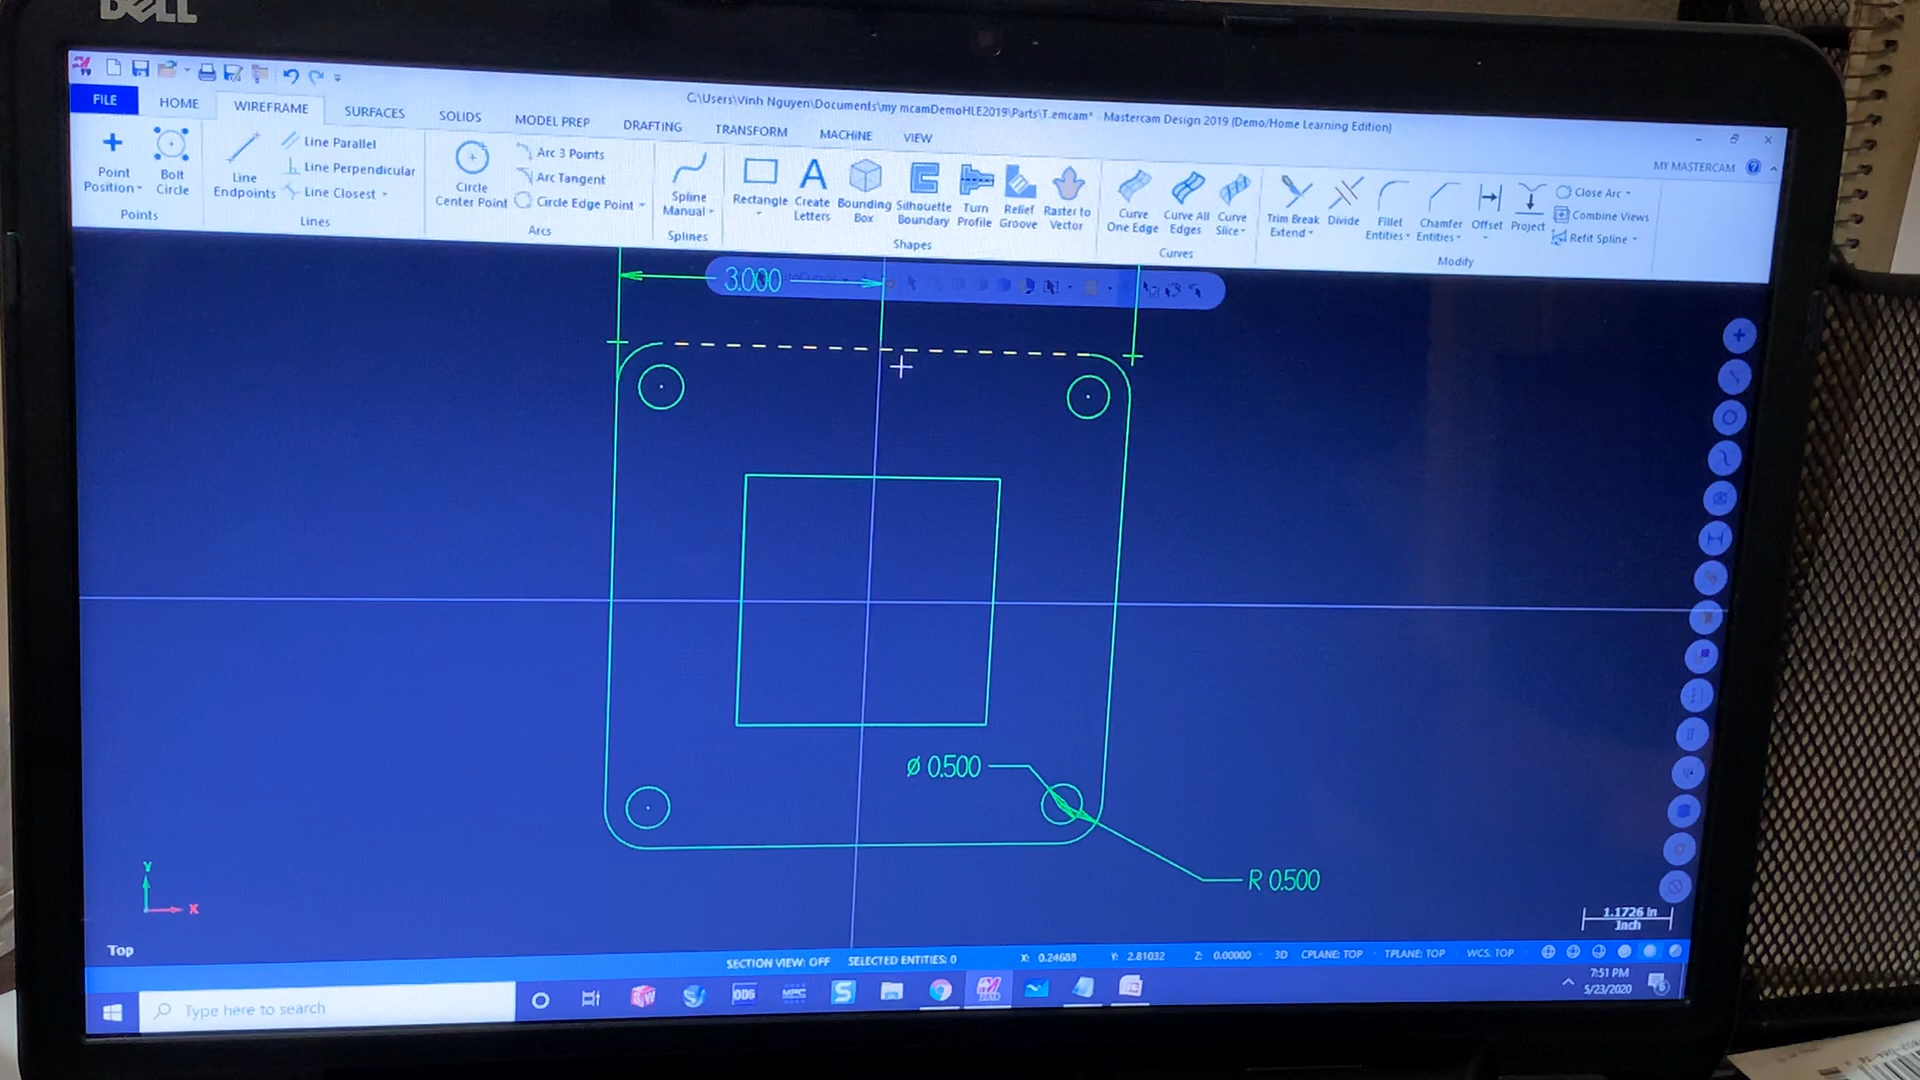 DELL
C:\Users\Vinh Nguyen\Documents\my mcamDemoHLE2019\Parts\T.emcam* - Mastercam Design 2019 (Demo/Home Learning Edition)
FILE HOME WIREFRAME SURFACES SOLIDS MODEL PREP DRAFTING TRANSFORM MACHINE VIEW
MY MASTERCAM
Point Position
Bolt Circle
Points
Line Endpoints
Line Parallel
Line Perpendicular
Line Closest
Lines
Circle Center Point
Arc 3 Points
Arc Tangent
Circle Edge Point
Arcs
Spline Manual
Splines
Rectangle
Create Letters
Bounding Box
Silhouette Boundary
Turn Profile
Relief Groove
Raster to Vector
Shapes
Curve One Edge
Curve All Edges
Curve Slice
Curves
Trim Break Extend
Divide
Fillet Entities
Chamfer Entities
Offset
Project
Close Arc
Combine Views
Refit Spline
Modify
3.000
Ø 0.500
R 0.500
Y
X
Top
1.1726 in
Inch
SECTION VIEW: OFF SELECTED ENTITIES: 0 X: 0.24688 Y: 2.81032 Z: 0.00000 3D CPLANE: TOP TPLANE: TOP WCS: TOP
Type here to search
7:51 PM
5/23/2020